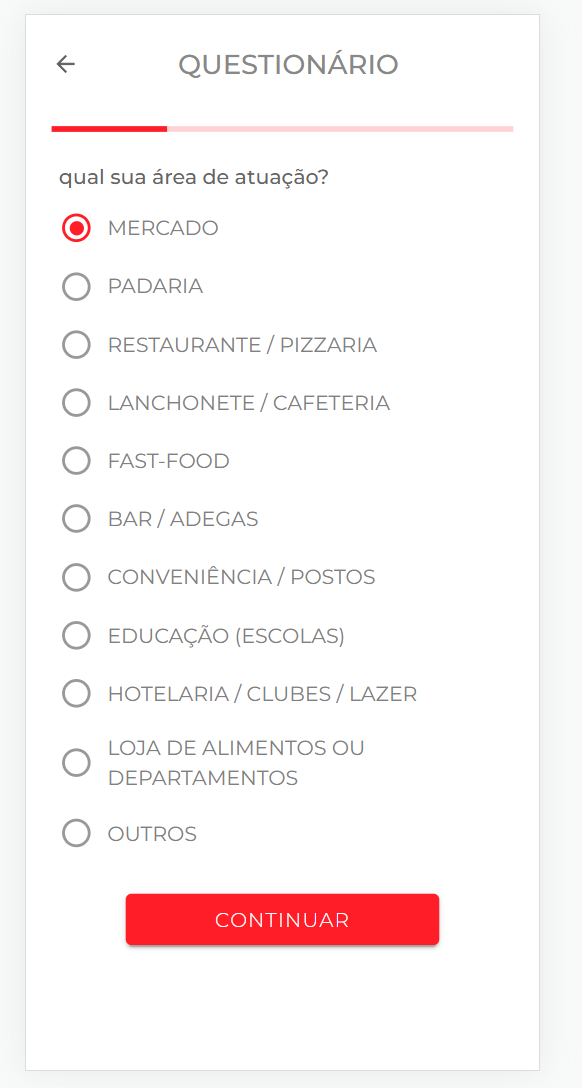 QUESTIONÁRIO
qual sua área de atuação?
MERCADO
PADARIA
RESTAURANTE / PIZZARIA
LANCHONETE / CAFETERIA
FAST-FOOD
BAR / ADEGAS
CONVENIÊNCIA / POSTOS
EDUCAÇÃO (ESCOLAS)
HOTELARIA / CLUBES / LAZER
LOJA DE ALIMENTOS OU
DEPARTAMENTOS
OUTROS
CONTINUAR